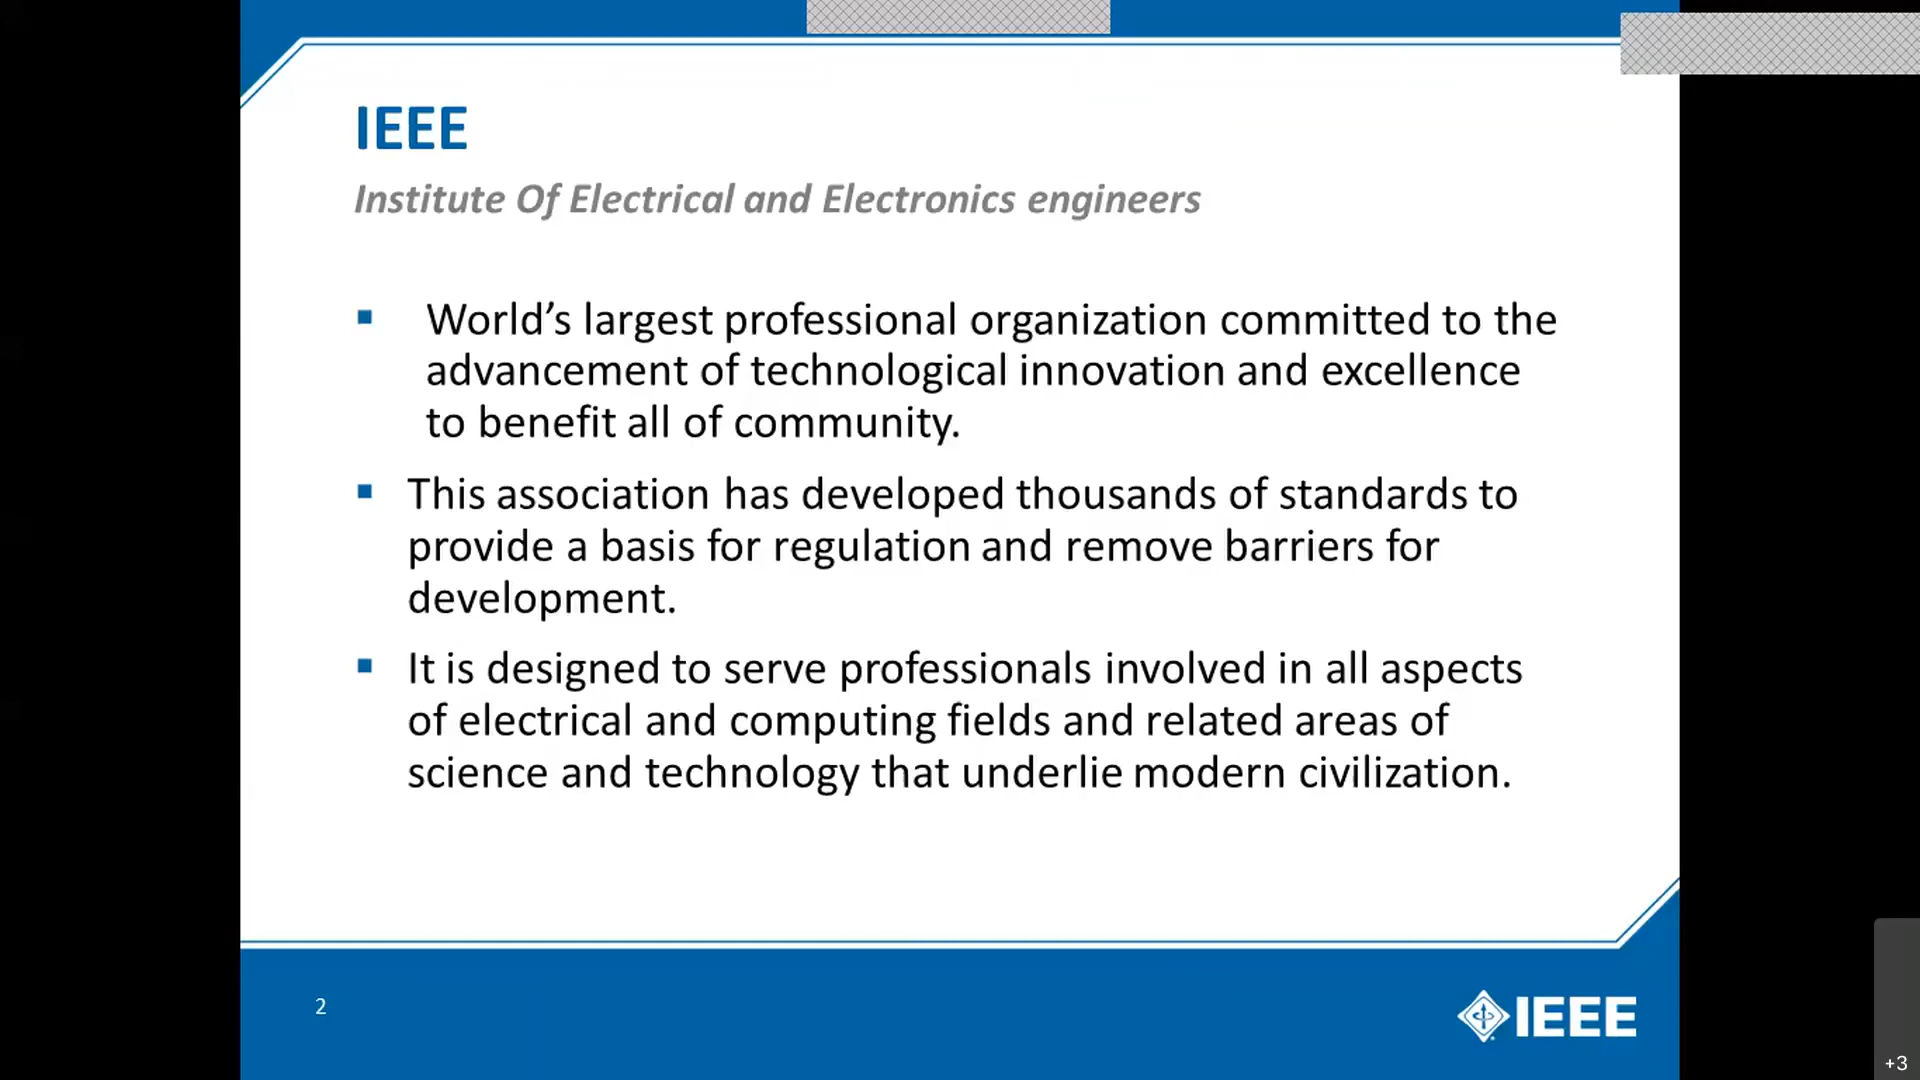 IEEE
Institute Of Electrical and Electronics engineers
▪ World’s largest professional organization committed to the
advancement of technological innovation and excellence
to benefit all of community.
▪ This association has developed thousands of standards to
provide a basis for regulation and remove barriers for
development.
▪ It is designed to serve professionals involved in all aspects
of electrical and computing fields and related areas of
science and technology that underlie modern civilization.
2
IEEE
+3